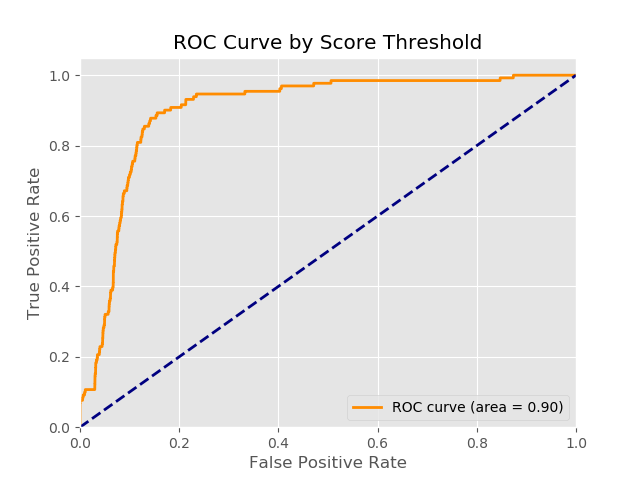 ROC Curve by Score Threshold
1.0
0.8
0.6
0.4
0.2
0.0
True Positive Rate
0.0 0.2 0.4 0.6 0.8 1.0
False Positive Rate
ROC curve (area = 0.90)